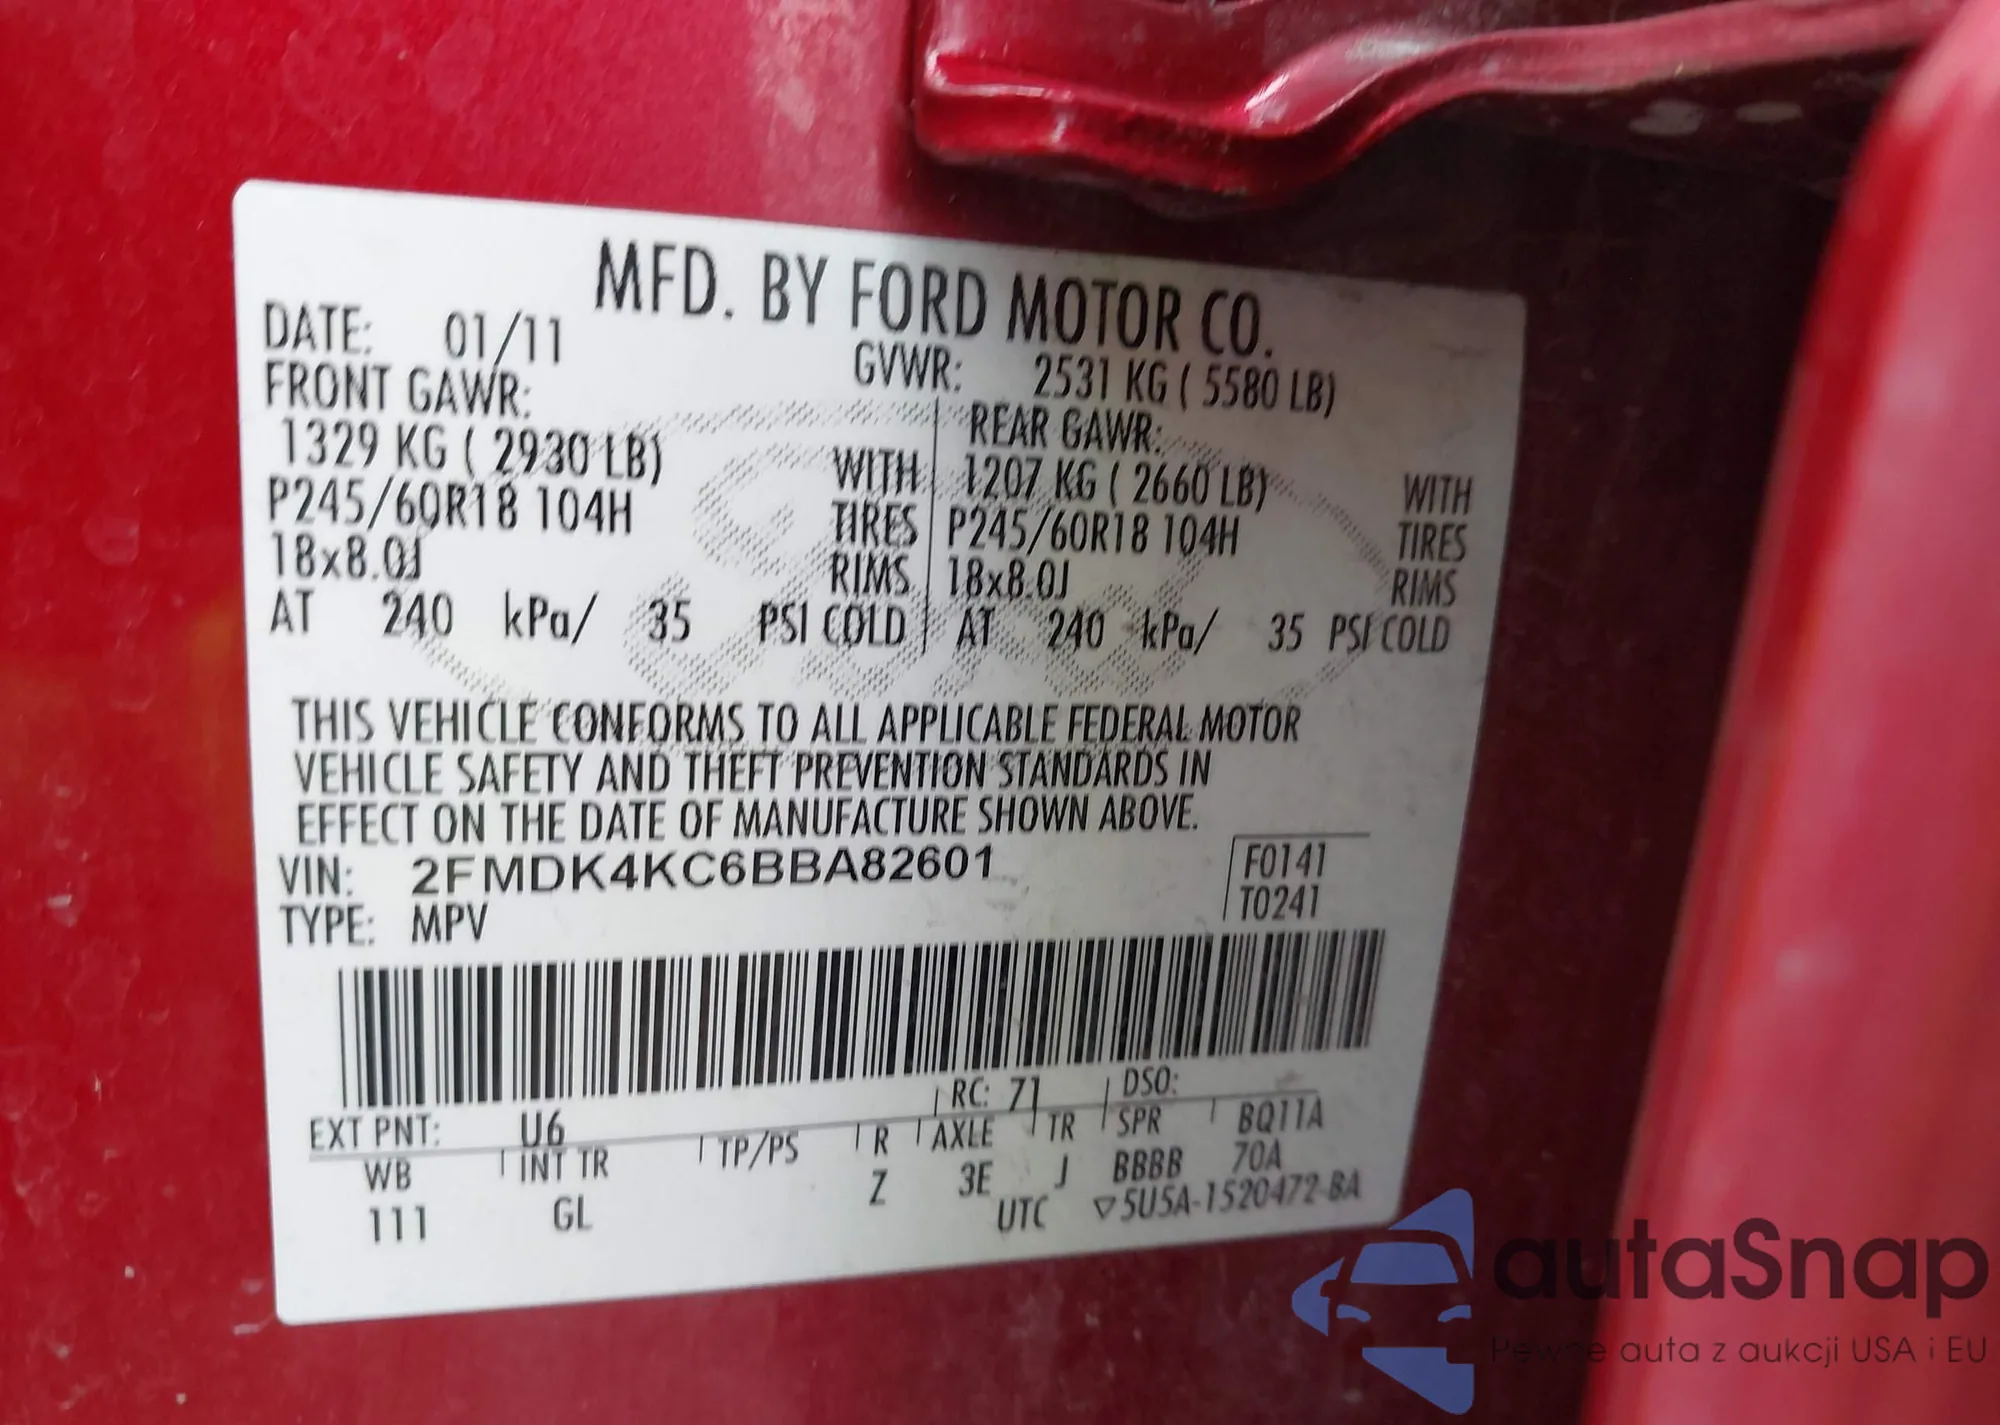 MFD. BY FORD MOTOR CO.
DATE: 01/11 GVWR: 2531 KG ( 5580 LB)
FRONT GAWR: REAR GAWR:
1329 KG ( 2930 LB) WITH 1207 KG ( 2660 LB) WITH
P245/60R18 104H TIRES P245/60R18 104H TIRES
18x8.0J RIMS 18x8.0J RIMS
AT 240 kPa/ 35 PSI COLD AT 240 kPa/ 35 PSI COLD
THIS VEHICLE CONFORMS TO ALL APPLICABLE FEDERAL MOTOR
VEHICLE SAFETY AND THEFT PREVENTION STANDARDS IN
EFFECT ON THE DATE OF MANUFACTURE SHOWN ABOVE.
VIN: 2FMDK4KC6BBA82601 F0141
TYPE: MPV T0241
EXT PNT: U6 RC: 71 DSO:
WB INT TR TP/PS R AXLE TR SPR BQ11A
111 GL Z 3E J BBBB 70A
UTC ▽5U5A-1520472-BA
autaSnap
Pewne auta z aukcji USA i EU